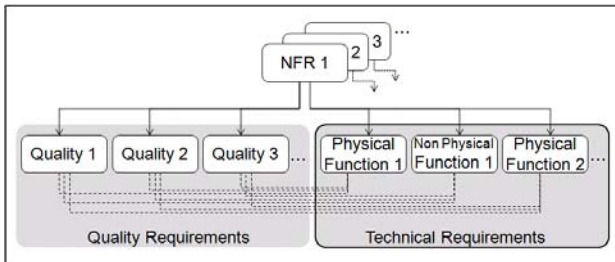 3 ...
2
NFR 1
Quality 1 Quality 2 Quality 3 ... Physical Non Physical Physical ...
Function 1 Function 1 Function 2
Quality Requirements Technical Requirements